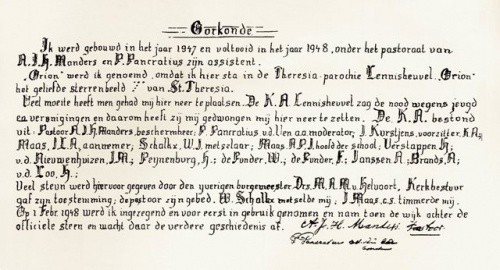 Oorkonde
Ik werd gebouwd in het jaar 1947 en voltooid in het jaar 1948, onder het pastoraat van
A.J.H. Manders en P. Pancratius zijn assistent.
"Orion" werd ik genoemd, omdat ik hier sta in de Theresia-parochie Lennisheuvel. "Orion"
het geliefde sterrenbeeld van St. Theresia.
Veel moeite heeft men gehad mij hier neer te plaatsen. De K.A. Lennisheuvel zag de nood wegens jeugd
en verenigingen en daarom heeft zij mij gedwongen mij hier neer te zetten. De K.A. bestond
uit: Pastoor A.J.H. Manders, beschermheer; P. Pancratius v.d. Ven a.a. moderator; J. Kurstjens, voorzitter K.A.;
Maas, J.C.A., aannemer; Schalkx, W.J. metselaar; Maas A.P.J. hoofd der school; Verstappen H.;
v.d. Nieuwenhuizen, J.M.; Peynenburg, H.; de Punder, W.; de Punder, F.; Janssen A.; Brands, A.;
v.d. Loo, H.;
Veel steun werd hiervoor gegeven door den ijverigen burgemeester Drs. M.A.M. v. Helvoort, Kerkbestuur
gaf zijn toestemming; de pastoor zijn gebed. W. Schalkx metselde mij; J. Maas, c.s. timmerde mij.
Op 1 Febr. 1948 werd ik ingezegend en voor eerst in gebruik genomen en nam toen de wijk achter de
officiele steen en wacht daar de verdere geschiedenis af.
A.J.H. Manders Pastoor.
P. Pancratius